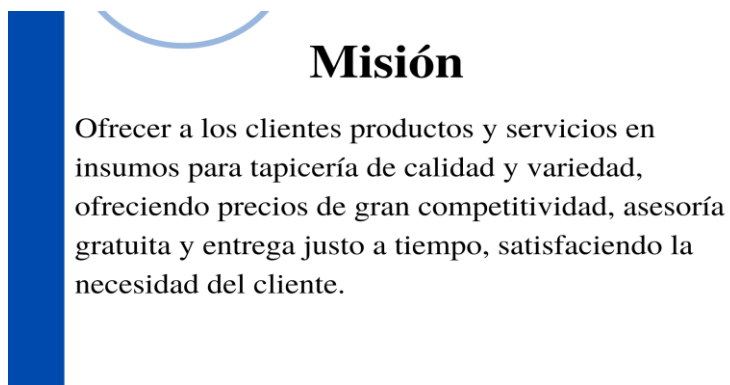 Misión
Ofrecer a los clientes productos y servicios en
insumos para tapicería de calidad y variedad,
ofreciendo precios de gran competitividad, asesoría
gratuita y entrega justo a tiempo, satisfaciendo la
necesidad del cliente.